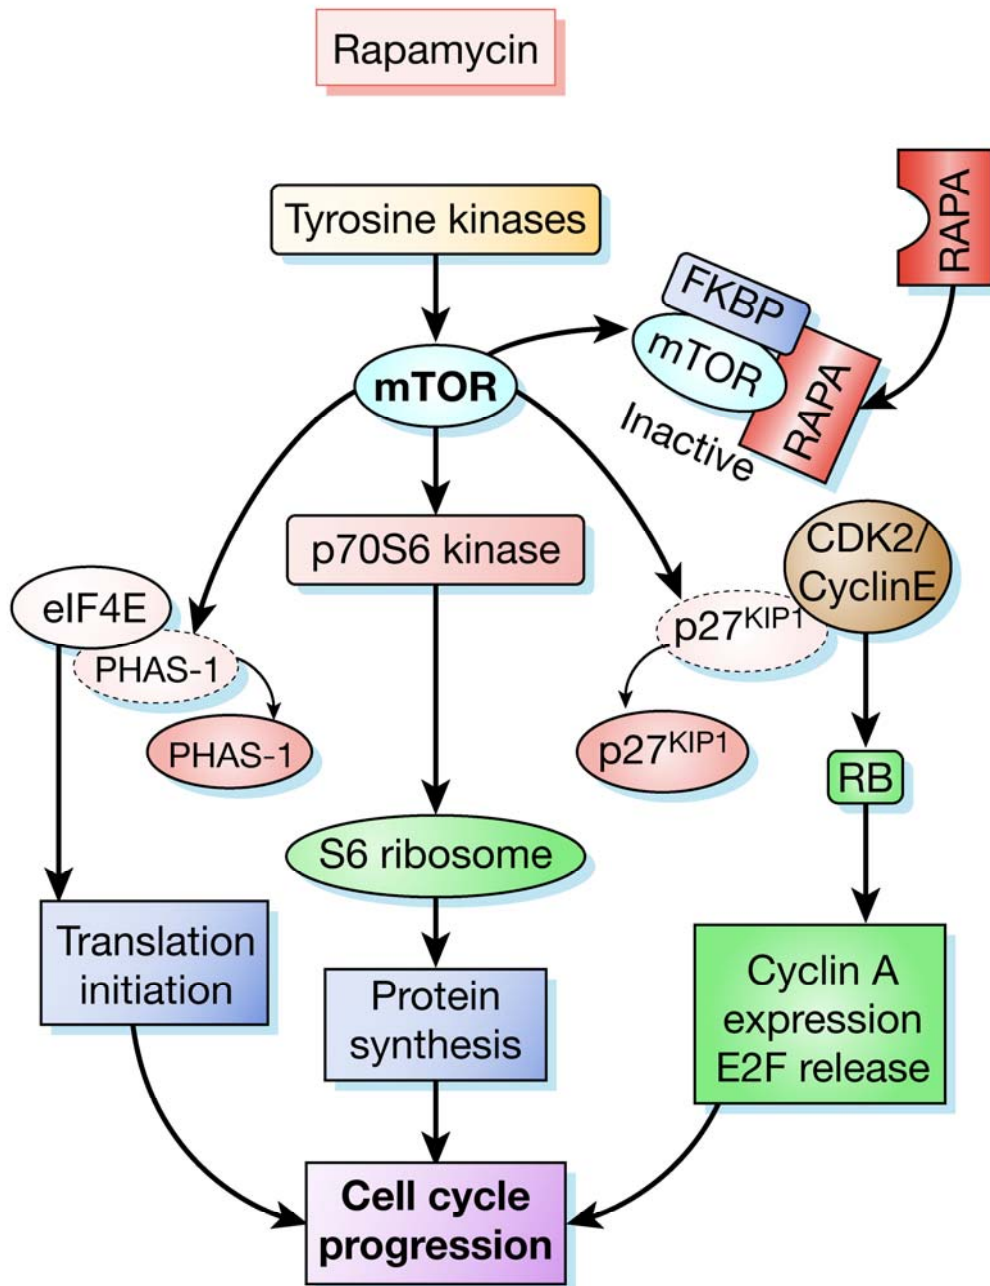 Rapamycin
RAPA
Tyrosine kinases
FKBP
mTOR
mTOR
RAPA
Inactive
p70S6 kinase
CDK2/
CyclinE
eIF4E
p27KIP1
PHAS-1
PHAS-1
p27KIP1
RB
S6 ribosome
Translation
initiation
Protein
synthesis
Cyclin A
expression
E2F release
Cell cycle
progression